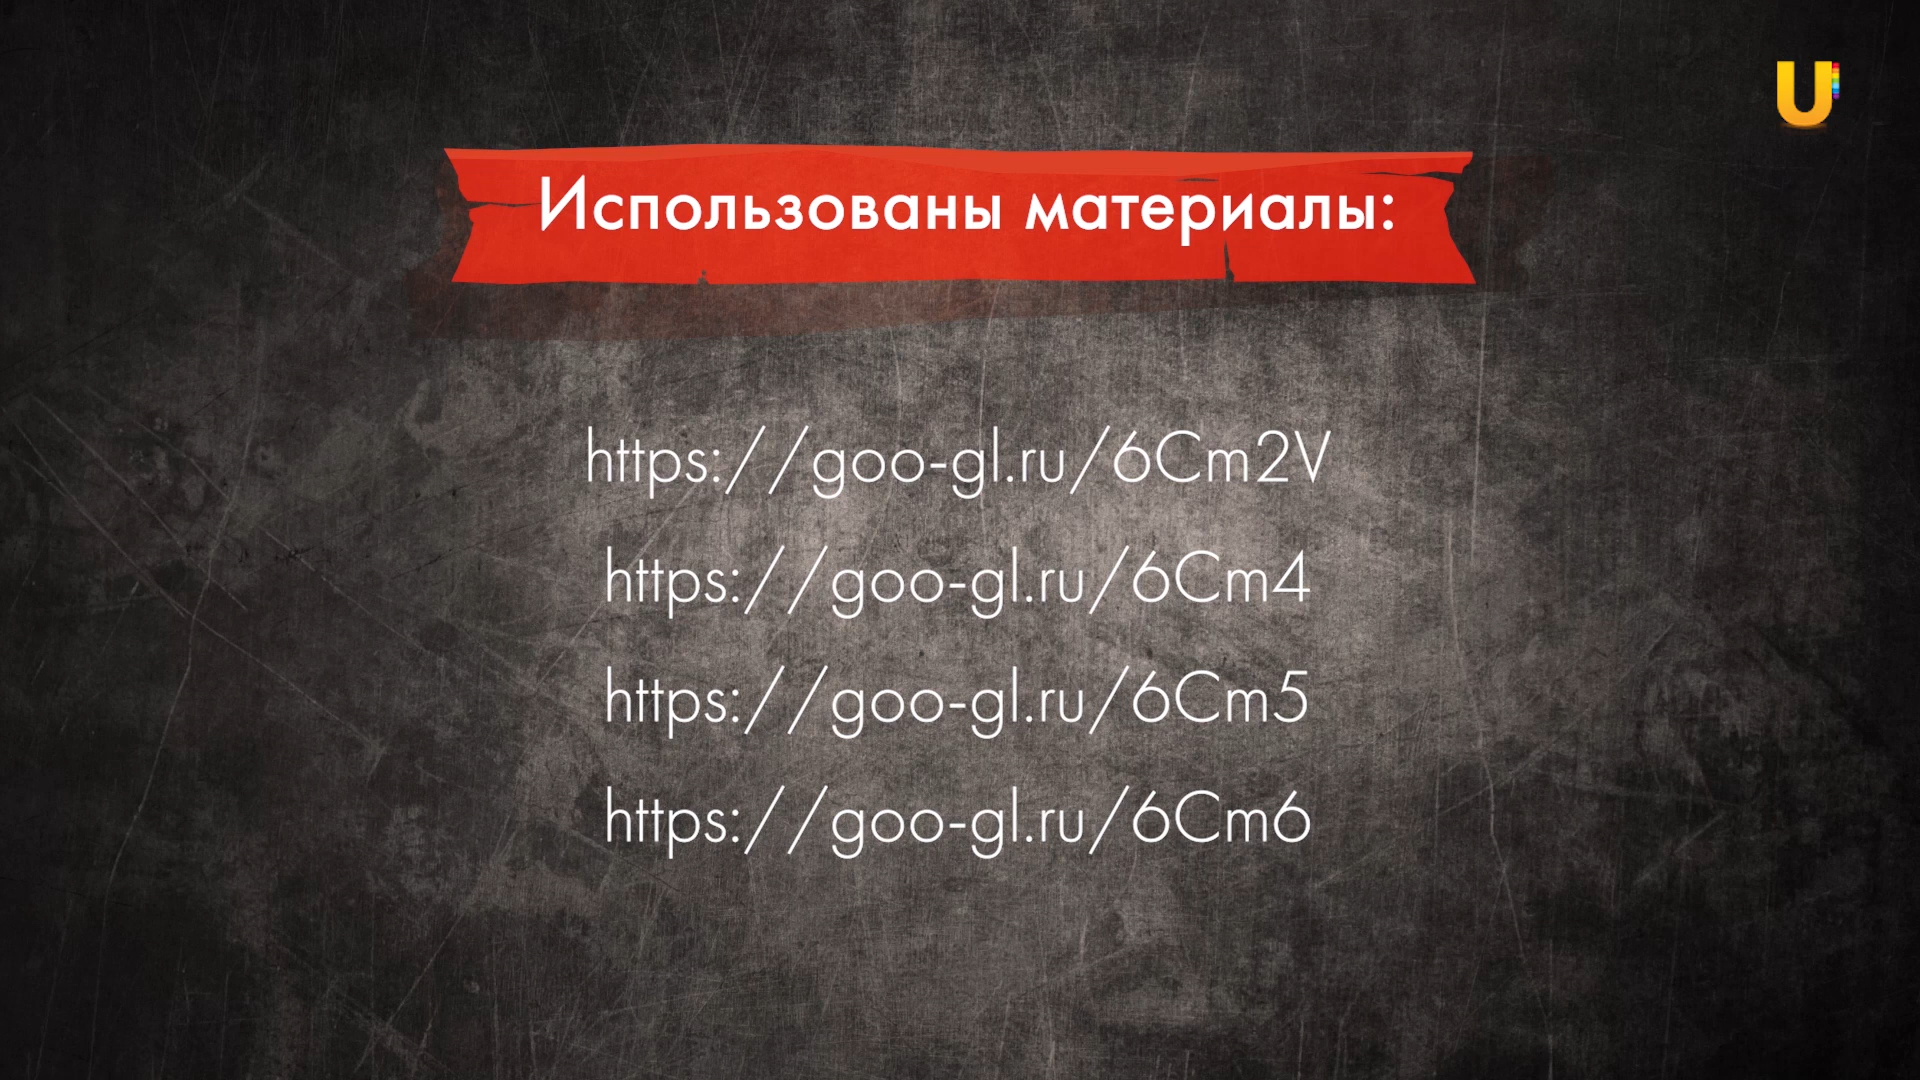 U
Использованы материалы:
https://goo-gl.ru/6Cm2V
https://goo-gl.ru/6Cm4
https://goo-gl.ru/6Cm5
https://goo-gl.ru/6Cm6